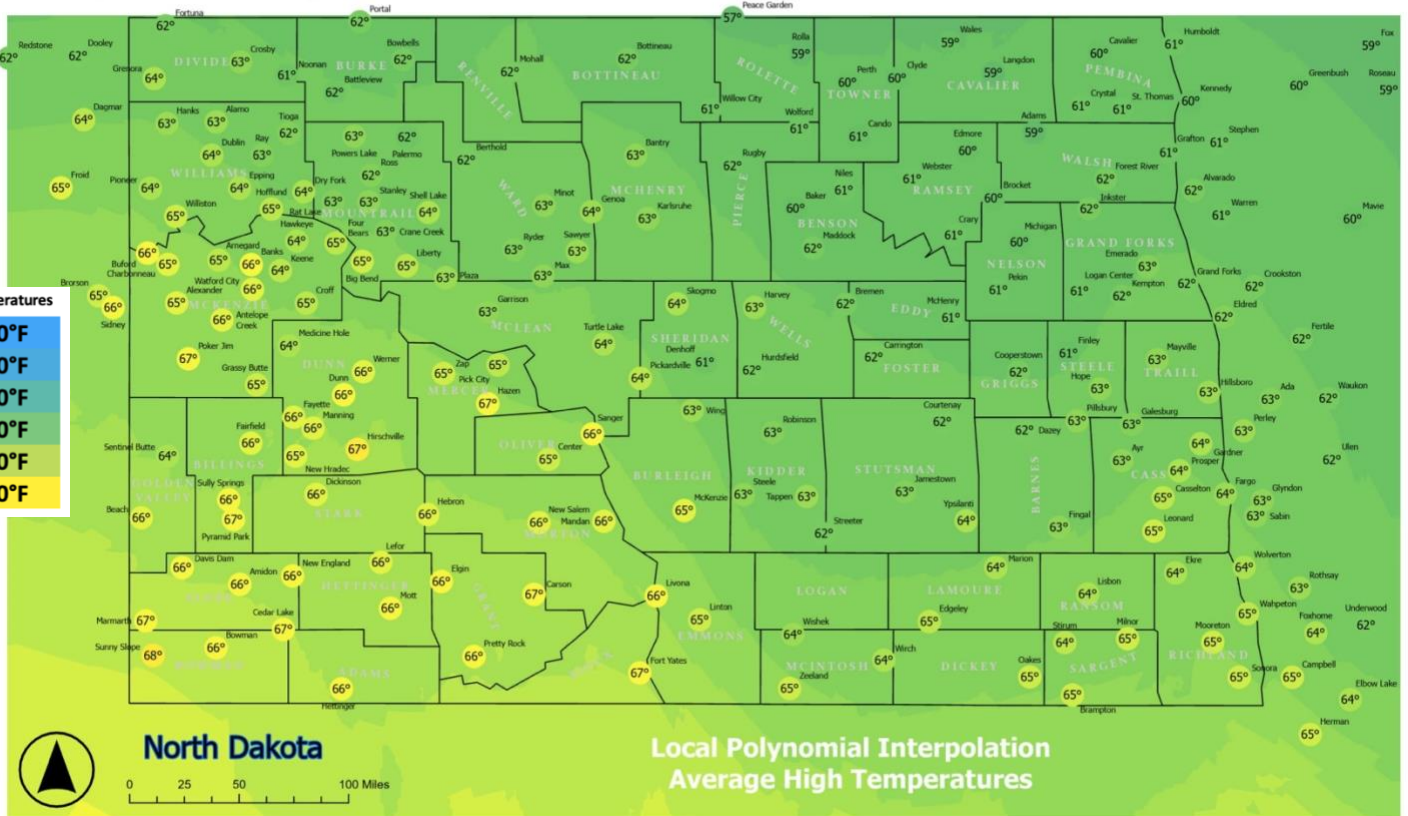 Peace Garden
57°
Fortuna
62°
Portal
62°
Redstone
62°
Dooley
62°
Grenora
64°
DIVIDE
Crosby
63°
Noonan
61°
BURKE
Bowbells
62°
Battleview
62°
RENVILLE
Mohall
62°
BOTTINEAU
Bottineau
62°
ROLETTE
Rolla
59°
Willow City
61°
Wolford
61°
TOWNER
Perth
60°
Clyde
60°
Cando
61°
CAVALIER
Wales
59°
Langdon
59°
PEMBINA
Cavalier
60°
Crystal
61°
St. Thomas
61°
Humboldt
61°
Kennedy
60°
Fox
59°
Greenbush
60°
Roseau
59°
Dagmar
64°
Hanks
63°
Alamo
63°
Tioga
62°
Dublin
64°
Ray
63°
WILLIAMS
Froid
65°
Pioneer
64°
Epping
64°
Hofflund
65°
Williston
65°
Powers Lake
63°
Palermo
62°
Ross
62°
Dry Fork
64°
Rat Lake
63°
Stanley
63°
Shell Lake
64°
MOUNTRAIL
Crane Creek
63°
Hawkeye
64°
Four
Bears
65°
Big Bend
65°
Liberty
65°
Plaza
63°
Berthold
62°
WARD
Minot
63°
Ryder
63°
Sawyer
63°
Max
63°
MCHENRY
Bantry
63°
Genoa
64°
Karlsruhe
63°
PIERCE
Rugby
62°
BENSON
Baker
60°
Niles
61°
Maddock
62°
RAMSEY
Edmore
60°
Webster
61°
Crary
61°
Brocket
60°
Adams
59°
WALSH
Forest River
62°
Grafton
61°
Stephen
61°
Inkster
62°
Alvarado
62°
Warren
61°
Mavie
60°
NELSON
Michigan
60°
Pekin
61°
GRAND FORKS
Emerado
63°
Logan Center
61°
Kempton
62°
Grand Forks
62°
Crookston
62°
Eldred
62°
Fertile
62°
Buford
66°
Charbonneau
65°
Arnegard
65°
Banks
66°
Keene
64°
Watford City
66°
Alexander
65°
MCKENZIE
Antelope
Creek
66°
Croff
65°
Brorson
65°
Sidney
66°
Poker Jim
67°
Grassy Butte
65°
eratures
0°F
0°F
0°F
0°F
0°F
0°F
DUNN
Medicine Hole
64°
Werner
66°
Dunn
66°
Fayette
66°
Manning
66°
Hirschville
67°
New Hradec
65°
MCLEAN
Garrison
63°
Turtle Lake
64°
MERCER
Zap
65°
Pick City
65°
Hazen
67°
SHERIDAN
Skogmo
64°
Denhoff
61°
Pickardville
64°
WELLS
Harvey
63°
Hurdsfield
62°
EDDY
Bremen
62°
McHenry
61°
FOSTER
Carrington
62°
GRIGGS
Cooperstown
62°
STEELE
Finley
61°
Hope
63°
TRAILL
Mayville
63°
Hillsboro
63°
Ada
63°
Waukon
62°
Perley
63°
Ulen
62°
Sentinel Butte
64°
GOLDEN
VALLEY
Beach
66°
BILLINGS
Fairfield
66°
Sully Springs
66°
Pyramid Park
67°
STARK
Dickinson
66°
Hebron
66°
OLIVER
Center
65°
Sanger
66°
MORTON
New Salem
66°
Mandan
66°
BURLEIGH
Wing
63°
McKenzie
65°
KIDDER
Robinson
63°
Steele
63°
Tappen
63°
Streeter
62°
STUTSMAN
Courtenay
62°
Jamestown
63°
Ypsilanti
64°
BARNES
Dazey
62°
Pillsbury
63°
Fingal
63°
Galesburg
63°
CASS
Ayr
63°
Gardner
64°
Prosper
64°
Casselton
65°
Leonard
65°
Fargo
64°
Glyndon
63°
Sabin
63°
Davis Dam
66°
Amidon
66°
SLOPE
New England
66°
Lefor
66°
HETTINGER
Mott
66°
Elgin
66°
GRANT
Carson
67°
Pretty Rock
66°
Marmarth
67°
Cedar Lake
67°
Sunny Slope
68°
Bowman
66°
BOWMAN
ADAMS
Hettinger
66°
SIOUX
Fort Yates
67°
Livona
66°
EMMONS
Linton
65°
LOGAN
Wishek
64°
MCINTOSH
Zeeland
65°
Wirch
64°
LAMOURE
Marion
64°
Edgeley
65°
DICKEY
Oakes
65°
RANSOM
Lisbon
64°
SARGENT
Stirum
64°
Milnor
65°
Brampton
65°
RICHLAND
Ekre
64°
Mooreton
65°
Wolverton
64°
Wahpeton
65°
Sonora
65°
Rothsay
63°
Foxhome
64°
Underwood
62°
Campbell
65°
Elbow Lake
64°
Herman
65°
North Dakota
0 25 50 100 Miles
Local Polynomial Interpolation
Average High Temperatures